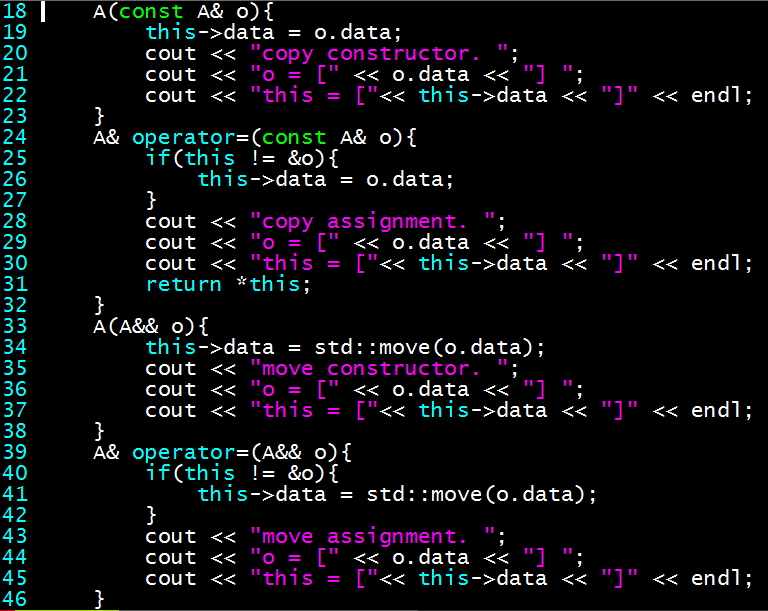 18     A(const A& o){
19         this->data = o.data;
20         cout << "copy constructor. ";
21         cout << "o = [" << o.data << "] ";
22         cout << "this = ["<< this->data << "]" << endl;
23     }
24     A& operator=(const A& o){
25         if(this != &o){
26             this->data = o.data;
27         }
28         cout << "copy assignment. ";
29         cout << "o = [" << o.data << "] ";
30         cout << "this = ["<< this->data << "]" << endl;
31         return *this;
32     }
33     A(A&& o){
34         this->data = std::move(o.data);
35         cout << "move constructor. ";
36         cout << "o = [" << o.data << "] ";
37         cout << "this = ["<< this->data << "]" << endl;
38     }
39     A& operator=(A&& o){
40         if(this != &o){
41             this->data = std::move(o.data);
42         }
43         cout << "move assignment. ";
44         cout << "o = [" << o.data << "] ";
45         cout << "this = ["<< this->data << "]" << endl;
46     }